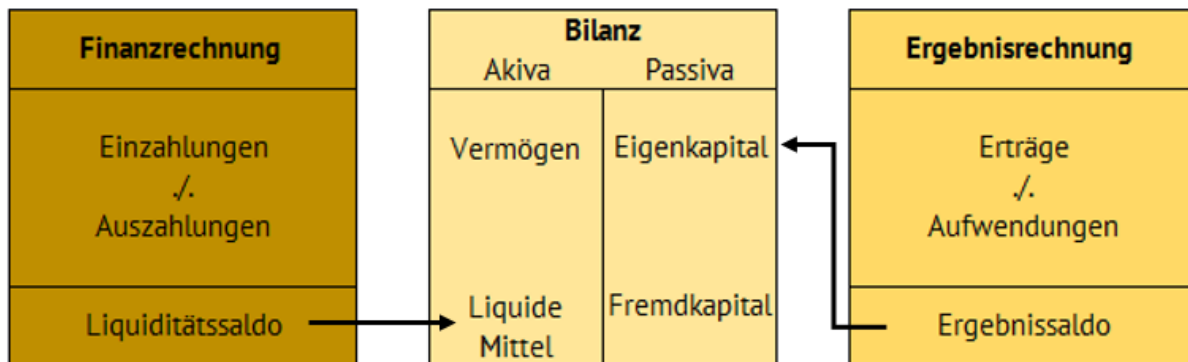 Finanzrechnung
Einzahlungen
./.
Auszahlungen
Liquiditätssaldo
Bilanz
Akiva Passiva
Vermögen Eigenkapital
Liquide Fremdkapital
Mittel
Ergebnisrechnung
Erträge
./.
Aufwendungen
Ergebnissaldo